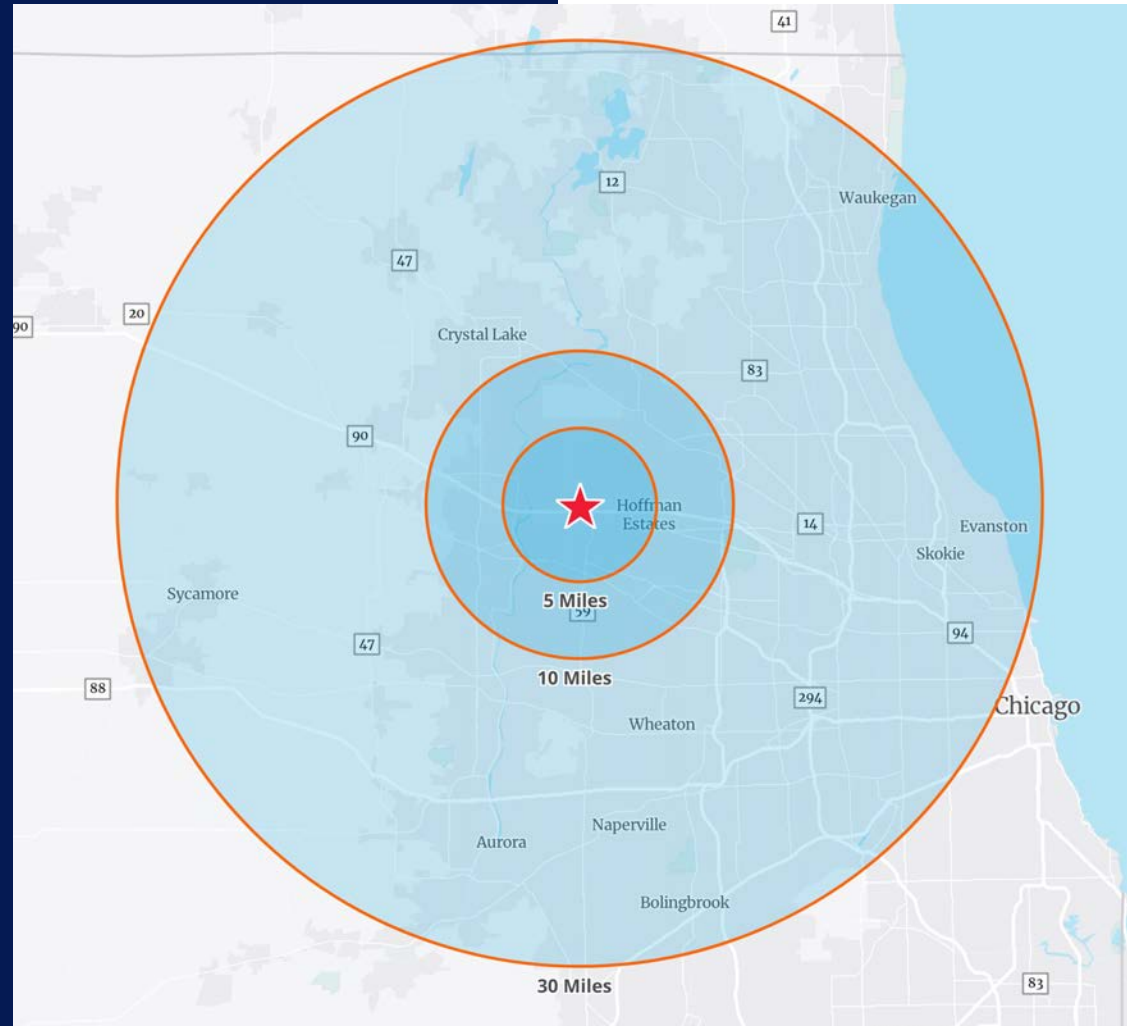 41
12
Waukegan
47
20
90
Crystal Lake
83
90
Hoffman
Estates
14
Evanston
Skokie
Sycamore
5 Miles
59
94
47
10 Miles
88
294
Chicago
Wheaton
Naperville
Aurora
Bolingbrook
30 Miles
83